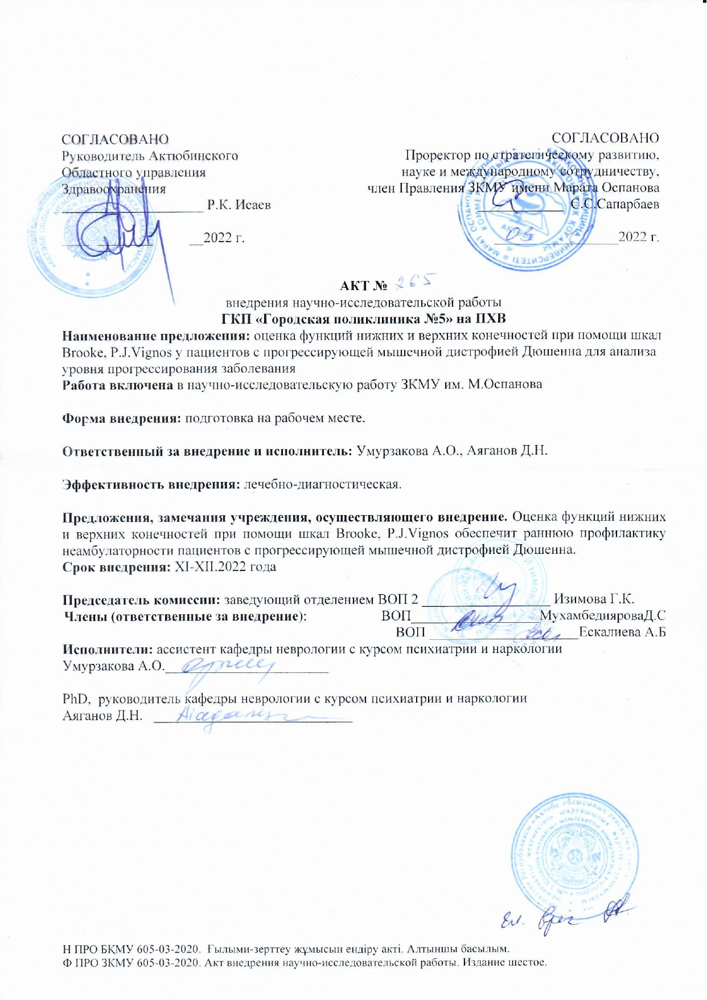 СОГЛАСОВАНО
Руководитель Актюбинского
Областного управления
Здравоохранения
____________________ Р.К. Исаев
__2022 г.
СОГЛАСОВАНО
Проректор по стратегическому развитию,
науке и международному сотрудничеству,
член Правления ЗКМУ имени Марата Оспанова
____________ С.С.Сапарбаев
03 _________2022 г.
АКТ № 265
внедрения научно-исследовательской работы
ГКП «Городская поликлиника №5» на ПХВ
Наименование предложения: оценка функций нижних и верхних конечностей при помощи шкал
Brooke, P.J.Vignos у пациентов с прогрессирующей мышечной дистрофией Дюшенна для анализа
уровня прогрессирования заболевания
Работа включена в научно-исследовательскую работу ЗКМУ им. М.Оспанова
Форма внедрения: подготовка на рабочем месте.
Ответственный за внедрение и исполнитель: Умурзакова А.О., Аяганов Д.Н.
Эффективность внедрения: лечебно-диагностическая.
Предложения, замечания учреждения, осуществляющего внедрение. Оценка функций нижних
и верхних конечностей при помощи шкал Brooke, P.J.Vignos обеспечит раннюю профилактику
неамбулаторности пациентов с прогрессирующей мышечной дистрофией Дюшенна.
Срок внедрения: XI-XII.2022 года
Председатель комиссии: заведующий отделением ВОП 2 __________________ Изимова Г.К.
Члены (ответственные за внедрение): ВОП__________________МухамбедияроваД.С
ВОП _____________________Ескалиева А.Б
Исполнители: ассистент кафедры неврологии с курсом психиатрии и наркологии
Умурзакова А.О._______________________
PhD, руководитель кафедры неврологии с курсом психиатрии и наркологии
Аяганов Д.Н. ____________________________
Н ПРО БҚМУ 605-03-2020. Ғылыми-зерттеу жұмысын ендіру акті. Алтыншы басылым.
Ф ПРО ЗКМУ 605-03-2020. Акт внедрения научно-исследовательской работы. Издание шестое.